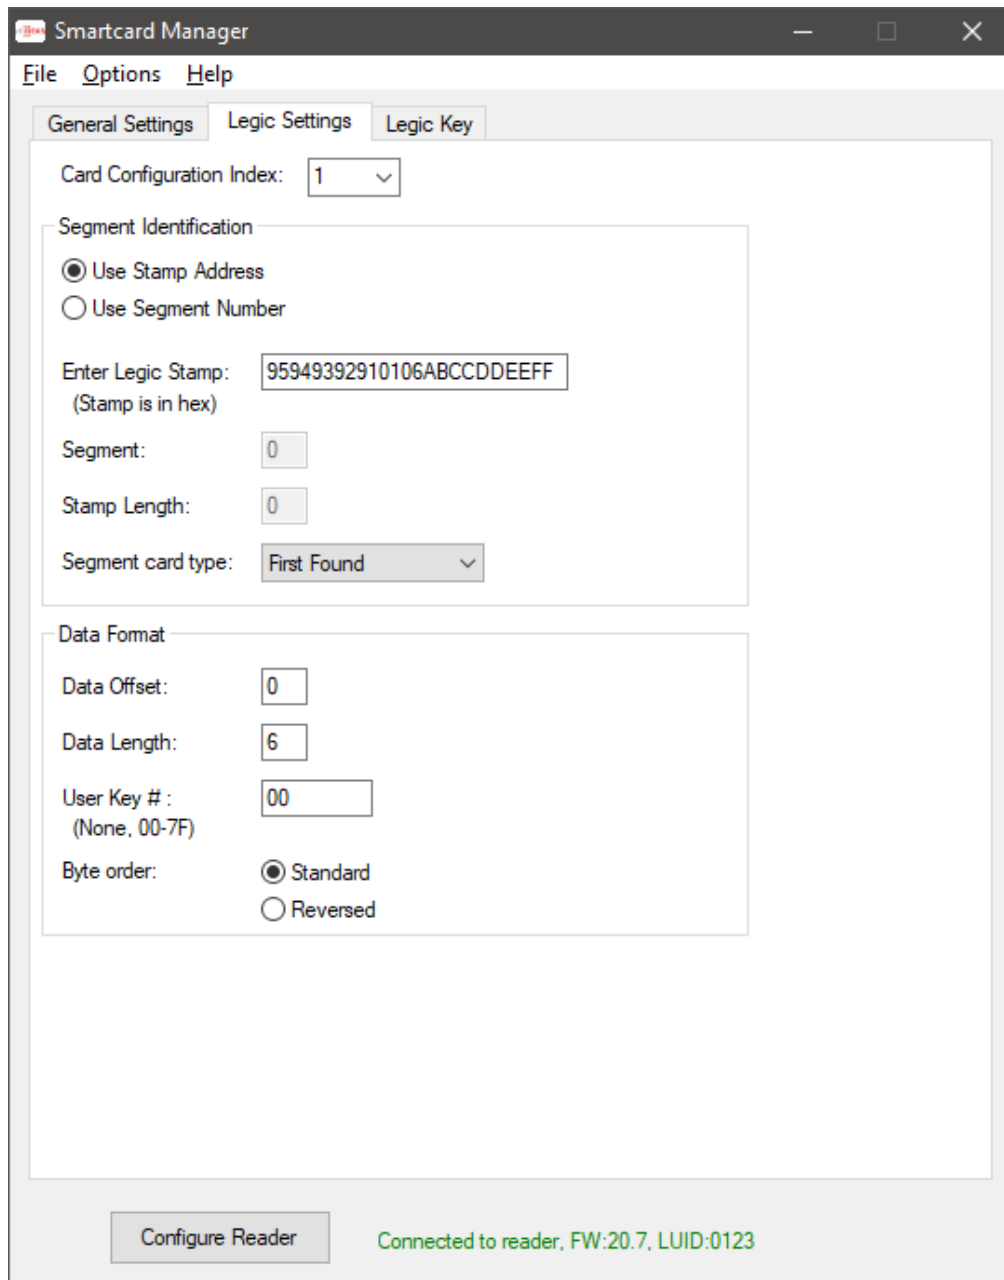 Smartcard Manager
File Options Help
General Settings Legic Settings Legic Key
Card Configuration Index: 1
Segment Identification
Use Stamp Address
Use Segment Number
Enter Legic Stamp: 95949392910106ABCCDDEEFF
(Stamp is in hex)
Segment: 0
Stamp Length: 0
Segment card type: First Found
Data Format
Data Offset: 0
Data Length: 6
User Key # : 00
(None, 00-7F)
Byte order: Standard
Reversed
Configure Reader Connected to reader, FW:20.7, LUID:0123